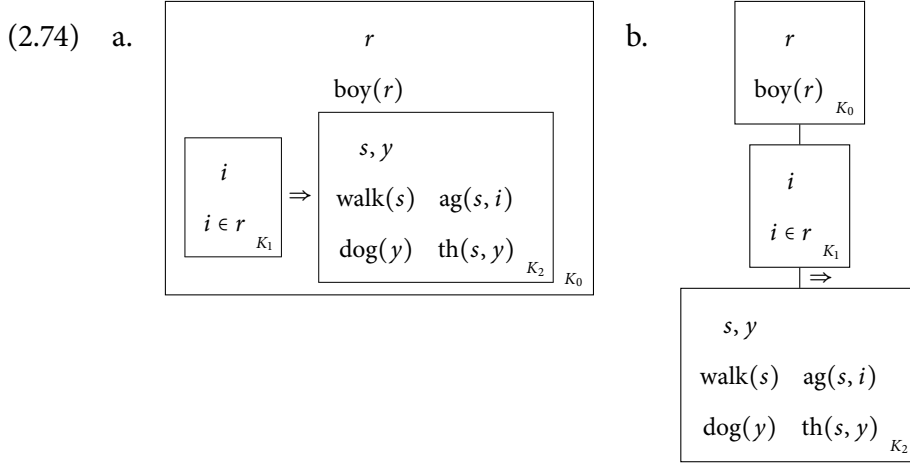 (2.74) a.
r
boy(r)
i
i ∈ r
K₁
⇒
s, y
walk(s) ag(s, i)
dog(y) th(s, y)
K₂
K₀
b.
r
boy(r)
K₀
i
i ∈ r
K₁
⇒
s, y
walk(s) ag(s, i)
dog(y) th(s, y)
K₂